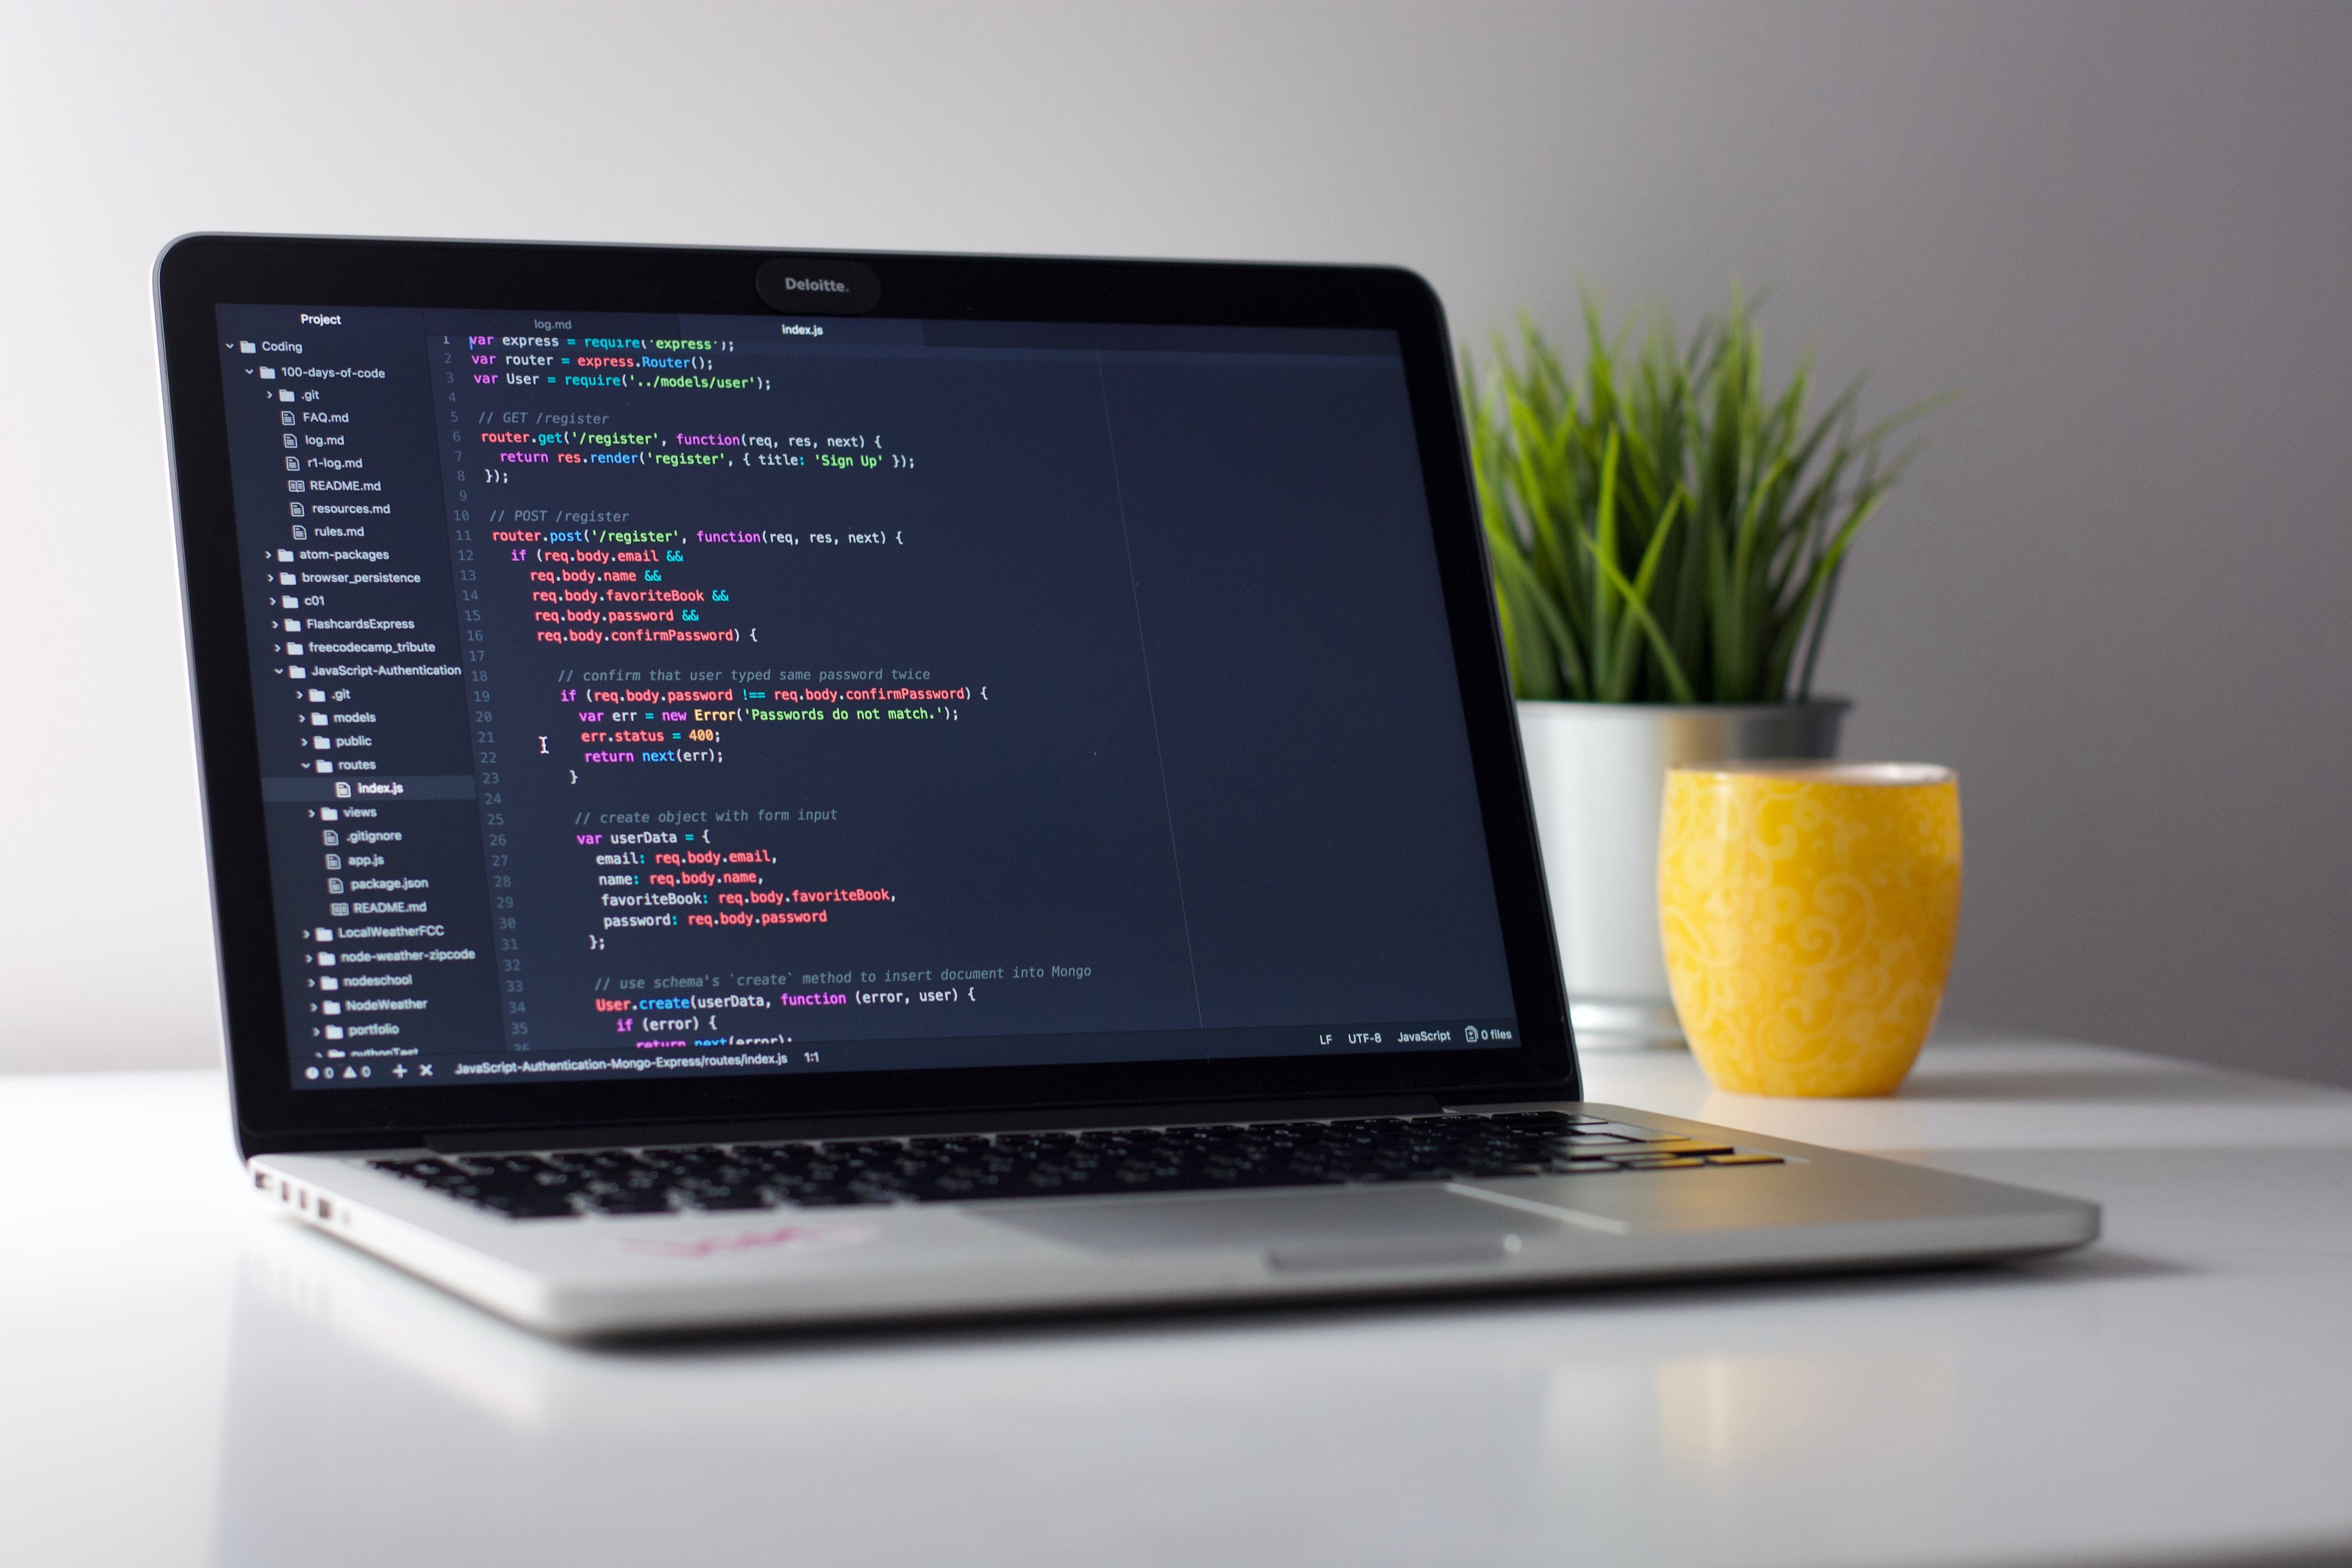 Deloitte.
Project
Coding
100-days-of-code
.git
FAQ.md
log.md
r1-log.md
README.md
resources.md
rules.md
atom-packages
browser_persistence
c01
FlashcardsExpress
freecodecamp_tribute
JavaScript-Authentication
.git
models
public
routes
index.js
views
.gitignore
app.js
package.json
README.md
LocalWeatherFCC
node-weather-zipcode
nodeschool
NodeWeather
portfolio
pythonTest
log.md
index.js
1 var express = require('express');
2 var router = express.Router();
3 var User = require('../models/user');
4
5 // GET /register
6 router.get('/register', function(req, res, next) {
7 return res.render('register', { title: 'Sign Up' });
8 });
9
10 // POST /register
11 router.post('/register', function(req, res, next) {
12 if (req.body.email &&
13 req.body.name &&
14 req.body.favoriteBook &&
15 req.body.password &&
16 req.body.confirmPassword) {
17
18 // confirm that user typed same password twice
19 if (req.body.password !== req.body.confirmPassword) {
20 var err = new Error('Passwords do not match.');
21 err.status = 400;
22 return next(err);
23 }
24
25 // create object with form input
26 var userData = {
27 email: req.body.email,
28 name: req.body.name,
29 favoriteBook: req.body.favoriteBook,
30 password: req.body.password
31 };
32
33 // use schema's `create` method to insert document into Mongo
34 User.create(userData, function (error, user) {
35 if (error) {
36 return next(error);
0 0 + × JavaScript-Authentication-Mongo-Express/routes/index.js 1:1 LF UTF-8 JavaScript 0 files